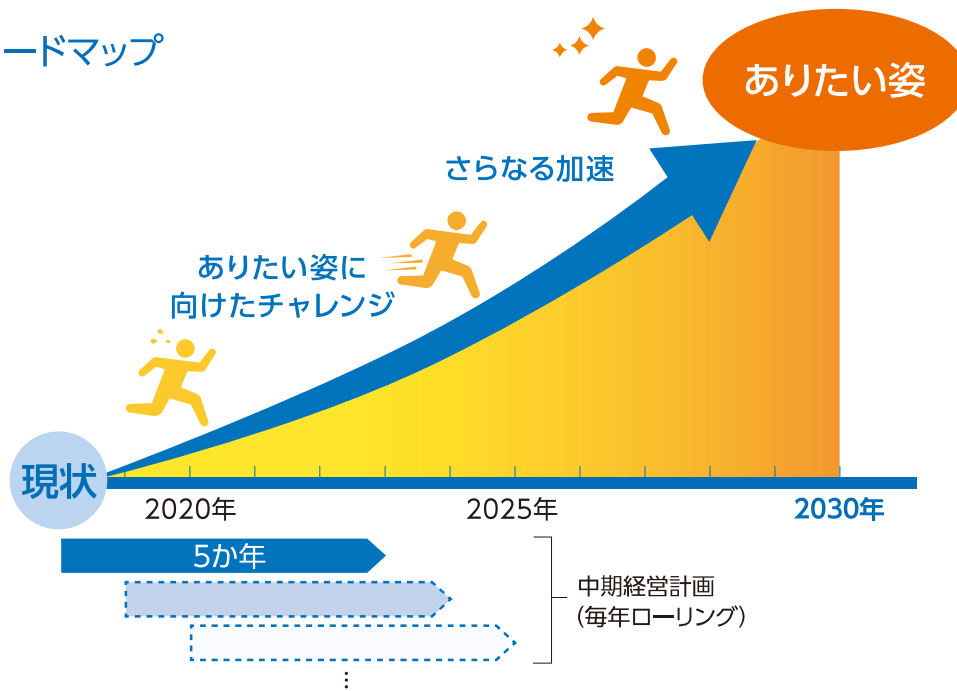 ードマップ
ありたい姿
さらなる加速
ありたい姿に
向けたチャレンジ
現状
2020年
2025年
2030年
5か年
中期経営計画
(毎年ローリング)
⋮